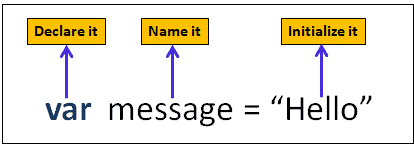 Declare it Name it Initialize it
var message = “Hello”